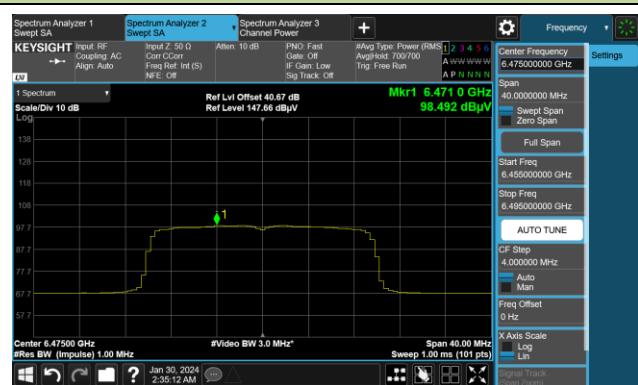 Spectrum Analyzer 1
Swept SA
Spectrum Analyzer 2
Swept SA
Spectrum Analyzer 3
Channel Power
Frequency
KEYSIGHT
Input: RF
Coupling: AC
Align: Auto
Input Z: 50 Ω
Corr CCorr
Freq Ref: Int (S)
NFE: Off
Atten: 10 dB
PNO: Fast
Gate: Off
IF Gain: Low
Sig Track: Off
#Avg Type: Power (RMS)
Avg|Hold: 700/700
Trig: Free Run
1 2 3 4 5 6
A W W W W W
A P N N N N
LXI
1 Spectrum
Scale/Div 10 dB
Log
Ref Lvl Offset 40.67 dB
Ref Level 147.66 dBµV
Mkr1 6.471 0 GHz
98.492 dBµV
138
128
118
108
97.7
87.7
77.7
67.7
57.7
1
Center 6.47500 GHz
#Res BW (Impulse) 1.00 MHz
#Video BW 3.0 MHz*
Span 40.00 MHz
Sweep 1.00 ms (101 pts)
Center Frequency
6.475000000 GHz
Settings
Span
40.0000000 MHz
Swept Span
Zero Span
Full Span
Start Freq
6.455000000 GHz
Stop Freq
6.495000000 GHz
AUTO TUNE
CF Step
4.000000 MHz
Auto
Man
Freq Offset
0 Hz
X Axis Scale
Log
Lin
Signal Track
(Span Zoom)
?
Jan 30, 2024
2:35:12 AM